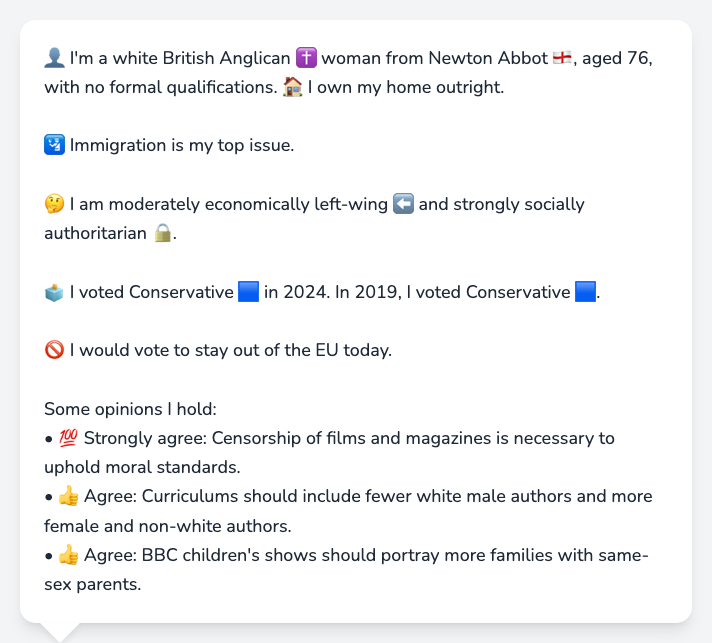 👤 I'm a white British Anglican ✝️ woman from Newton Abbot 🏴󠁧󠁢󠁥󠁮󠁧󠁿, aged 76,
with no formal qualifications. 🏠 I own my home outright.
🛂 Immigration is my top issue.
🤔 I am moderately economically left-wing ⬅️ and strongly socially
authoritarian 🔒.
🗳️ I voted Conservative 🟦 in 2024. In 2019, I voted Conservative 🟦.
🚫 I would vote to stay out of the EU today.
Some opinions I hold:
• 💯 Strongly agree: Censorship of films and magazines is necessary to
uphold moral standards.
• 👍 Agree: Curriculums should include fewer white male authors and more
female and non-white authors.
• 👍 Agree: BBC children's shows should portray more families with same-
sex parents.